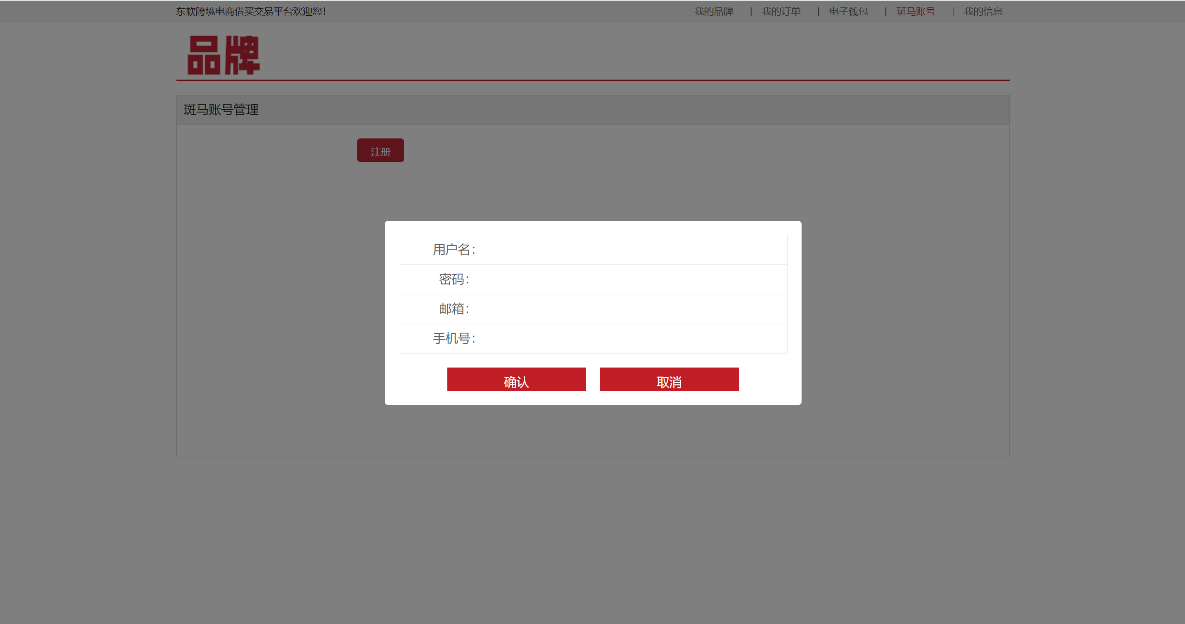 东软跨境电商借买交易平台欢迎您！
我的品牌 | 我的订单 | 电子钱包 | 斑马账号 | 我的信息
品牌
斑马账号管理
注册
用户名：
密码：
邮箱：
手机号：
确认 取消